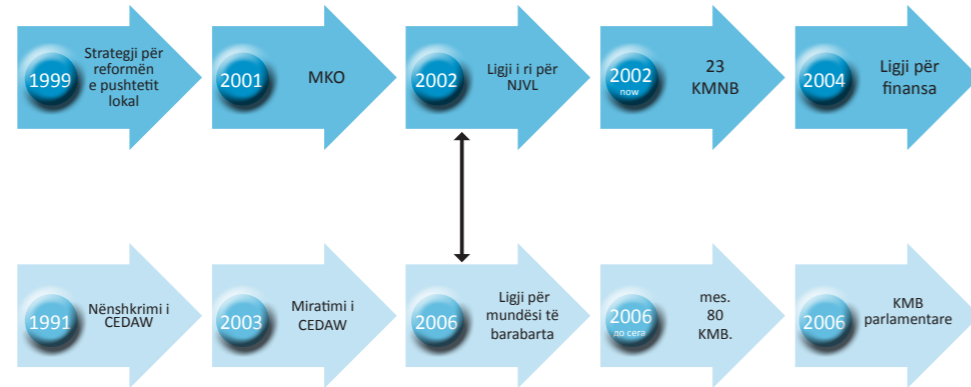 1999
Strategji për
reformën
e pushtetit
lokal
2001
MKO
2002
Ligji i ri për
NJVL
2002
now
23
KMNB
2004
Ligji për
finansa
1991
Nënshkrimi i
CEDAW
2003
Miratimi i
CEDAW
2006
Ligji për
mundësi të
barabarta
2006
до сега
mes.
80
KMB.
2006
KMB
parlamentare